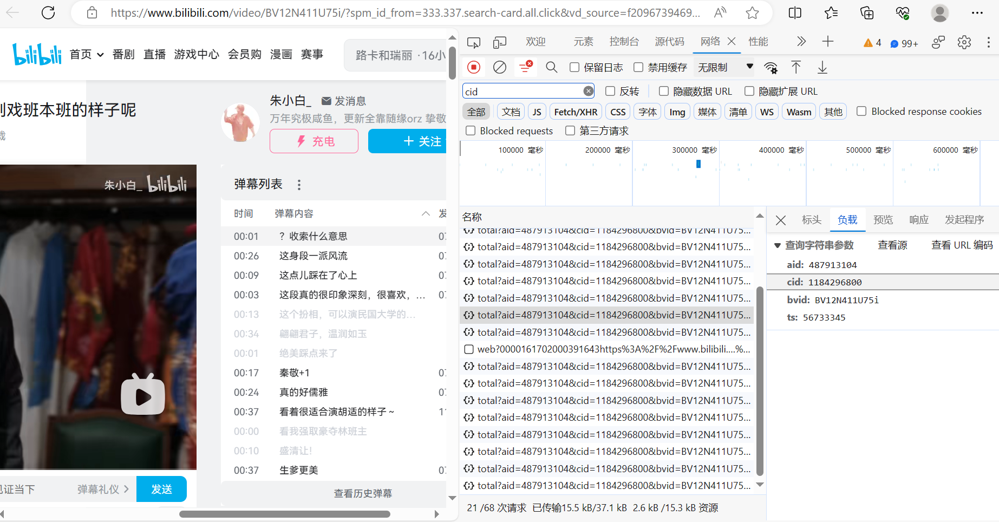 https://www.bilibili.com/video/BV12N411U75i/?spm_id_from=333.337.search-card.all.click&vd_source=f2096739469...
bilibili 首页 番剧 直播 游戏中心 会员购 漫画 赛事 路卡和瑞丽 ·16小
戏班本班的样子呢
朱小白_ 发消息
万年究极咸鱼，更新全靠随缘orz 挚敬
充电 + 关注
朱小白_ bilibili
弹幕列表
时间 弹幕内容 发
00:01 ？收索什么意思 07
00:26 这身段一派风流 07
00:09 这点儿踩在了心上 07
00:03 这段真的很印象深刻，很喜欢，... 07
00:13 这个扮相，可以演民国大学的...
00:34 翩翩君子，温润如玉
00:01 绝美踩点来了
00:17 秦敬+1 07
00:24 真的好儒雅 07
00:37 看着很适合演胡适的样子～ 11
00:00 看我强取豪夺林班主
00:10 盛清让！
00:37 生爹更美 07
查看历史弹幕
证当下 弹幕礼仪 发送
欢迎 元素 控制台 源代码 网络 性能 4 99+
保留日志 禁用缓存 无限制
cid 反转 隐藏数据 URL 隐藏扩展 URL
全部 文档 JS Fetch/XHR CSS 字体 Img 媒体 清单 WS Wasm 其他 Blocked response cookies
Blocked requests 第三方请求
100000 毫秒 200000 毫秒 300000 毫秒 400000 毫秒 500000 毫秒 600000 毫秒
名称
total?aid=487913104&cid=1184296800&bvid=BV12N411U75...
total?aid=487913104&cid=1184296800&bvid=BV12N411U75...
total?aid=487913104&cid=1184296800&bvid=BV12N411U75...
total?aid=487913104&cid=1184296800&bvid=BV12N411U75...
total?aid=487913104&cid=1184296800&bvid=BV12N411U75...
total?aid=487913104&cid=1184296800&bvid=BV12N411U75...
total?aid=487913104&cid=1184296800&bvid=BV12N411U75...
web?0000161702000391643https%3A%2F%2Fwww.bilibili....%...
total?aid=487913104&cid=1184296800&bvid=BV12N411U75...
total?aid=487913104&cid=1184296800&bvid=BV12N411U75...
total?aid=487913104&cid=1184296800&bvid=BV12N411U75...
total?aid=487913104&cid=1184296800&bvid=BV12N411U75...
total?aid=487913104&cid=1184296800&bvid=BV12N411U75...
total?aid=487913104&cid=1184296800&bvid=BV12N411U75...
total?aid=487913104&cid=1184296800&bvid=BV12N411U75...
total?aid=487913104&cid=1184296800&bvid=BV12N411U75...
21 /68 次请求 已传输15.5 kB/37.1 kB 2.6 kB /15.3 kB 资源
标头 负载 预览 响应 发起程序
查询字符串参数 查看源 查看 URL 编码
aid: 487913104
cid: 1184296800
bvid: BV12N411U75i
ts: 56733345